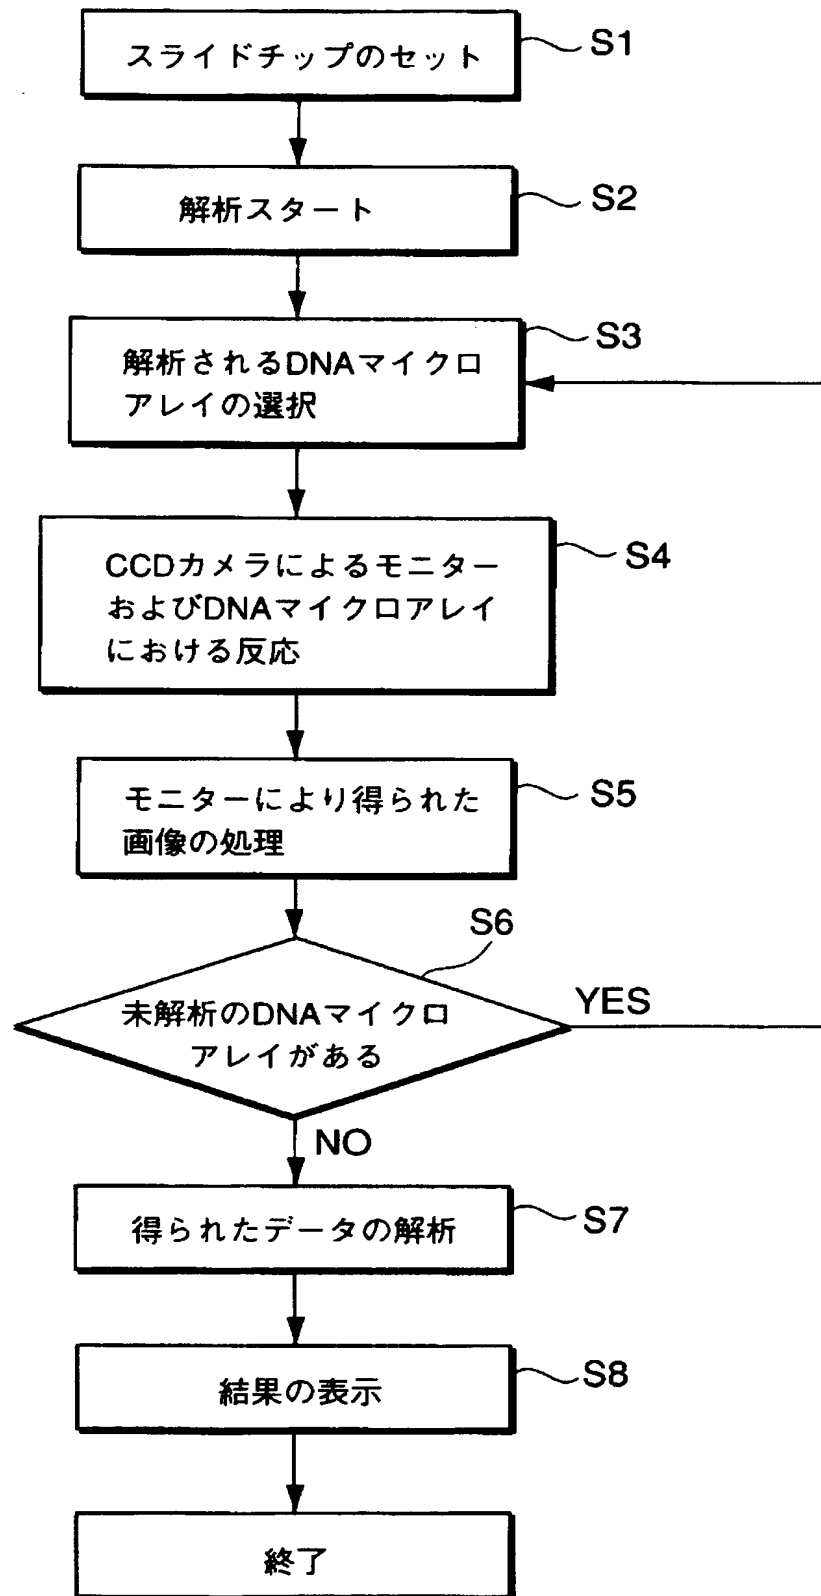 スライドチップのセット
S1
解析スタート
S2
解析されるDNAマイクロ
アレイの選択
S3
CCDカメラによるモニター
およびDNAマイクロアレイ
における反応
S4
モニターにより得られた
画像の処理
S5
S6
未解析のDNAマイクロ
アレイがある
YES
NO
得られたデータの解析
S7
結果の表示
S8
終了